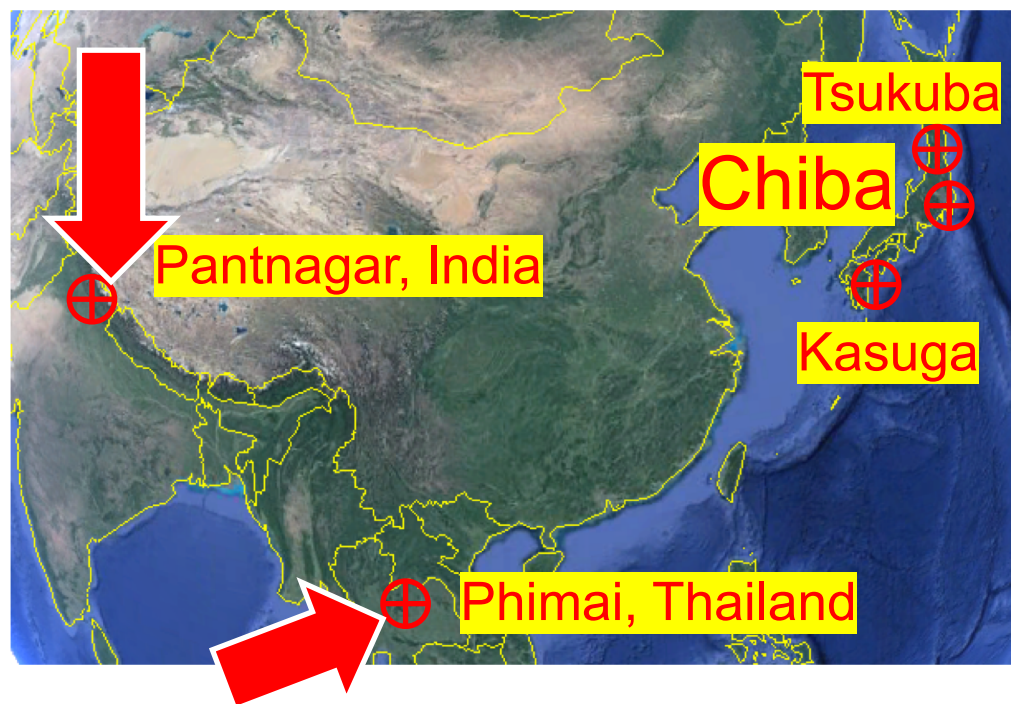 Tsukuba
Chiba
Pantnagar, India
Kasuga
Phimai, Thailand